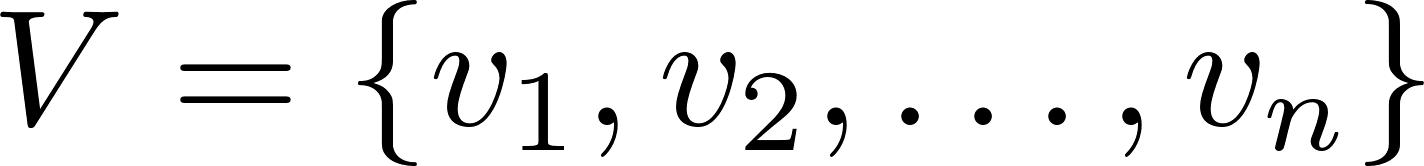 V = {v₁, v₂, . . . , vₙ}